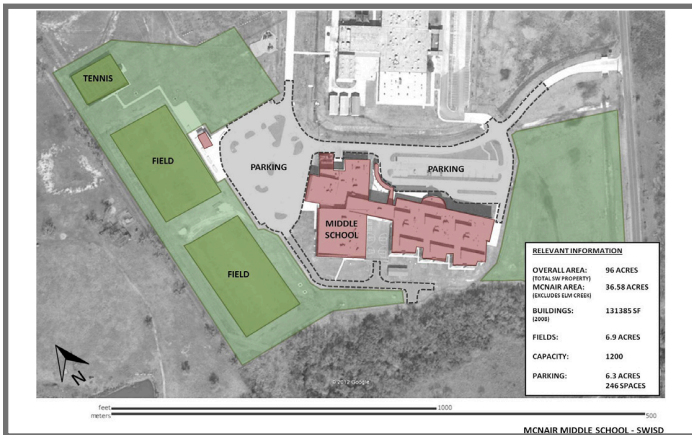 TENNIS
FIELD
PARKING
PARKING
MIDDLE
SCHOOL
FIELD
RELEVANT INFORMATION
OVERALL AREA: 96 ACRES
(TOTAL SW PROPERTY)
MCNAIR AREA: 36.58 ACRES
(EXCLUDES ELM CREEK)
BUILDINGS: 131385 SF
(2008)
FIELDS: 6.9 ACRES
CAPACITY: 1200
PARKING: 6.3 ACRES
246 SPACES
N
© 2012 Google
feet 1000
meters 500
MCNAIR MIDDLE SCHOOL - SWISD